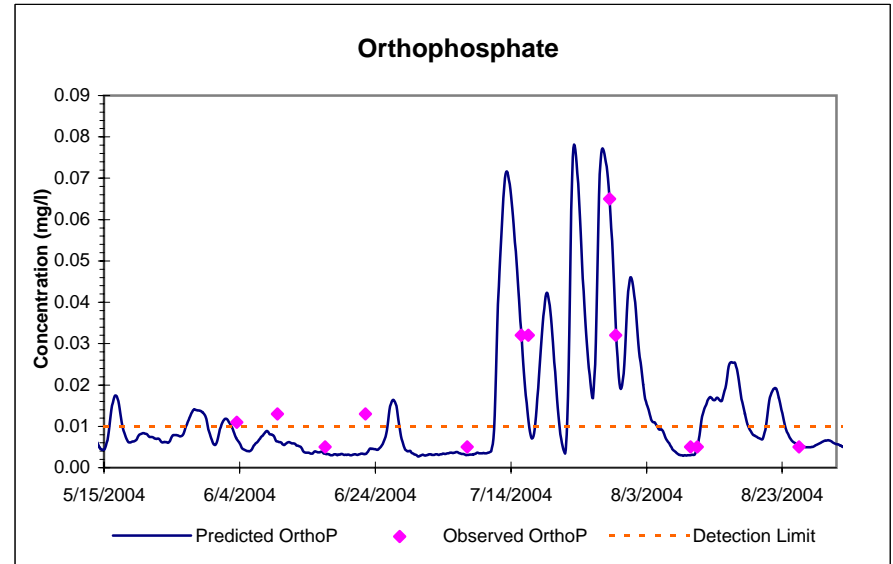 Orthophosphate
Concentration (mg/l)
0.09
0.08
0.07
0.06
0.05
0.04
0.03
0.02
0.01
0.00
5/15/2004 6/4/2004 6/24/2004 7/14/2004 8/3/2004 8/23/2004
Predicted OrthoP Observed OrthoP Detection Limit